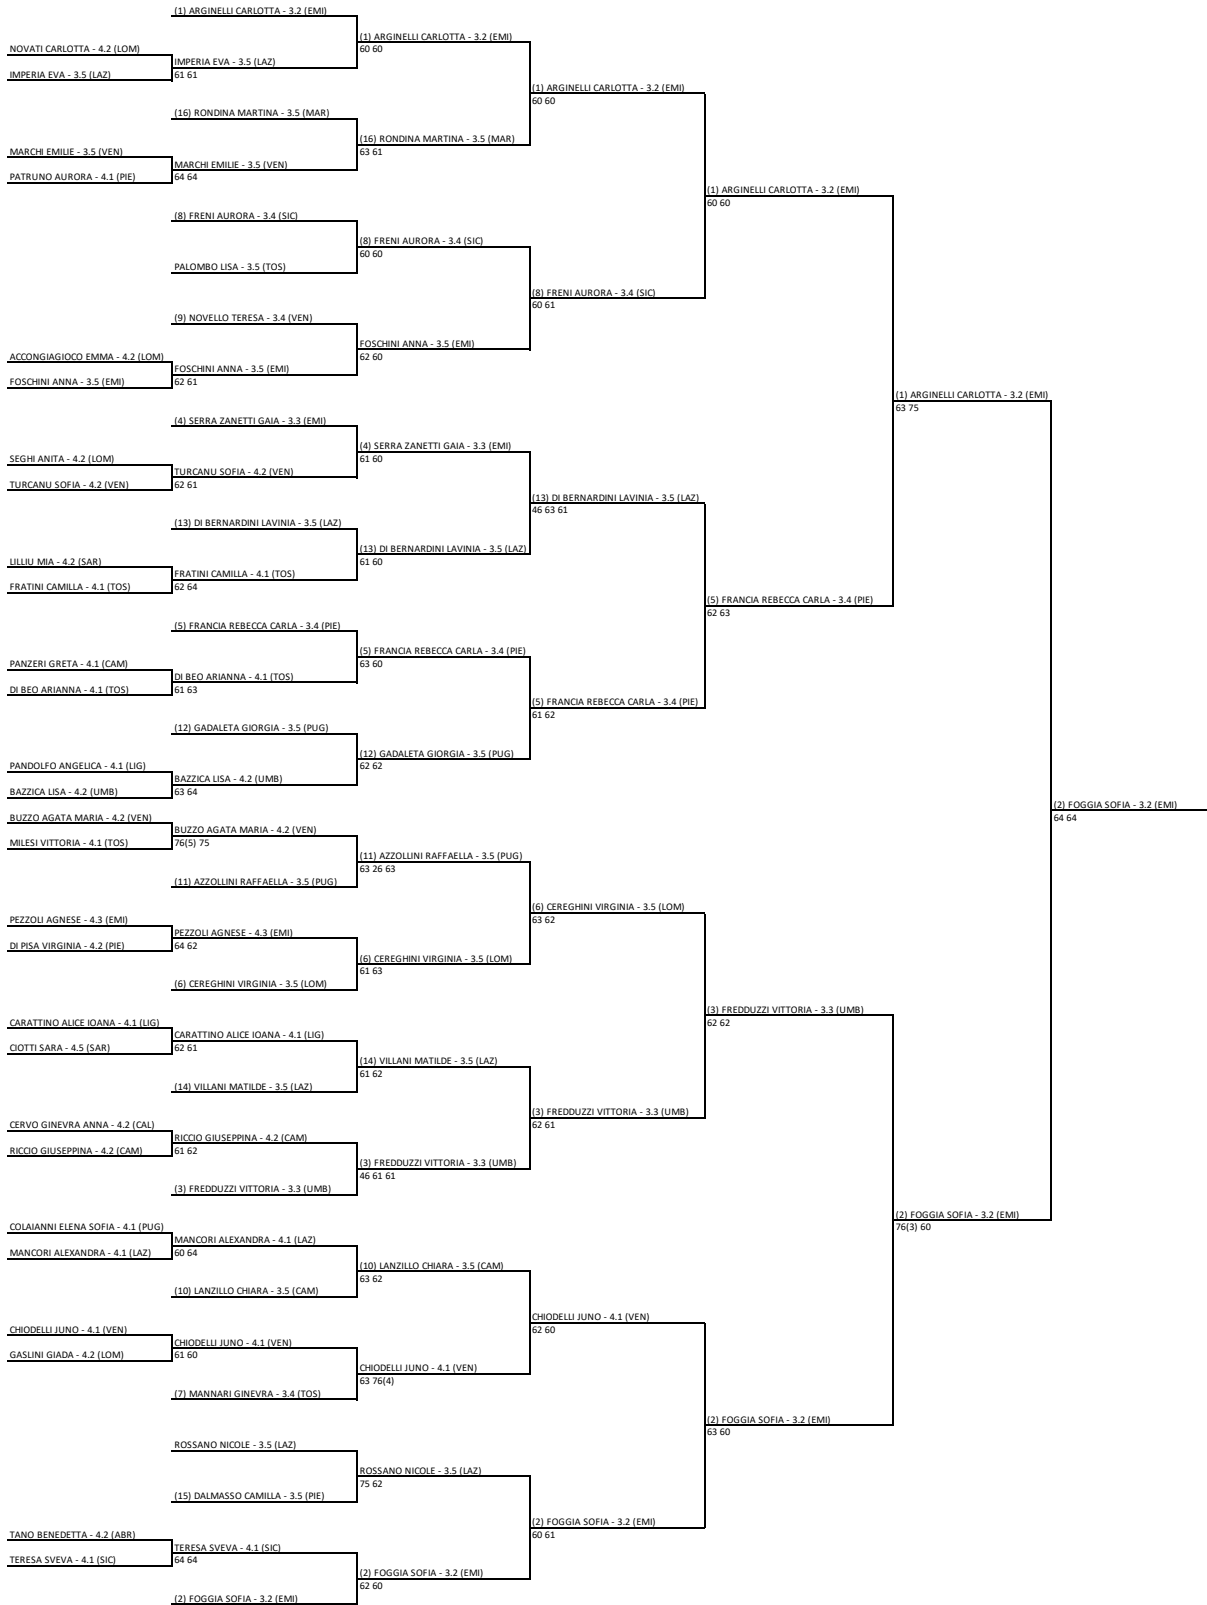 (1) ARGINELLI CARLOTTA - 3.2 (EMI)
(1) ARGINELLI CARLOTTA - 3.2 (EMI)
NOVATI CARLOTTA - 4.2 (LOM)
60 60
IMPERIA EVA - 3.5 (LAZ)
IMPERIA EVA - 3.5 (LAZ)
61 61
(1) ARGINELLI CARLOTTA - 3.2 (EMI)
60 60
(16) RONDINA MARTINA - 3.5 (MAR)
(16) RONDINA MARTINA - 3.5 (MAR)
MARCHI EMILIE - 3.5 (VEN)
63 61
MARCHI EMILIE - 3.5 (VEN)
PATRUNO AURORA - 4.1 (PIE)
64 64
(1) ARGINELLI CARLOTTA - 3.2 (EMI)
60 60
(8) FRENI AURORA - 3.4 (SIC)
(8) FRENI AURORA - 3.4 (SIC)
60 60
PALOMBO LISA - 3.5 (TOS)
(8) FRENI AURORA - 3.4 (SIC)
60 61
(9) NOVELLO TERESA - 3.4 (VEN)
FOSCHINI ANNA - 3.5 (EMI)
ACCONGIAGIOCO EMMA - 4.2 (LOM)
62 60
FOSCHINI ANNA - 3.5 (EMI)
FOSCHINI ANNA - 3.5 (EMI)
62 61
(1) ARGINELLI CARLOTTA - 3.2 (EMI)
63 75
(4) SERRA ZANETTI GAIA - 3.3 (EMI)
(4) SERRA ZANETTI GAIA - 3.3 (EMI)
SEGHI ANITA - 4.2 (LOM)
61 60
TURCANU SOFIA - 4.2 (VEN)
TURCANU SOFIA - 4.2 (VEN)
62 61
(13) DI BERNARDINI LAVINIA - 3.5 (LAZ)
46 63 61
(13) DI BERNARDINI LAVINIA - 3.5 (LAZ)
(13) DI BERNARDINI LAVINIA - 3.5 (LAZ)
LILLIU MIA - 4.2 (SAR)
61 60
FRATINI CAMILLA - 4.1 (TOS)
FRATINI CAMILLA - 4.1 (TOS)
62 64
(5) FRANCIA REBECCA CARLA - 3.4 (PIE)
62 63
(5) FRANCIA REBECCA CARLA - 3.4 (PIE)
(5) FRANCIA REBECCA CARLA - 3.4 (PIE)
PANZERI GRETA - 4.1 (CAM)
63 60
DI BEO ARIANNA - 4.1 (TOS)
DI BEO ARIANNA - 4.1 (TOS)
61 63
(5) FRANCIA REBECCA CARLA - 3.4 (PIE)
61 62
(12) GADALETA GIORGIA - 3.5 (PUG)
(12) GADALETA GIORGIA - 3.5 (PUG)
PANDOLFO ANGELICA - 4.1 (LIG)
62 62
BAZZICA LISA - 4.2 (UMB)
BAZZICA LISA - 4.2 (UMB)
63 64
(2) FOGGIA SOFIA - 3.2 (EMI)
64 64
BUZZO AGATA MARIA - 4.2 (VEN)
BUZZO AGATA MARIA - 4.2 (VEN)
MILESI VITTORIA - 4.1 (TOS)
76(5) 75
(11) AZZOLLINI RAFFAELLA - 3.5 (PUG)
63 26 63
(11) AZZOLLINI RAFFAELLA - 3.5 (PUG)
(6) CEREGHINI VIRGINIA - 3.5 (LOM)
63 62
PEZZOLI AGNESE - 4.3 (EMI)
PEZZOLI AGNESE - 4.3 (EMI)
DI PISA VIRGINIA - 4.2 (PIE)
64 62
(6) CEREGHINI VIRGINIA - 3.5 (LOM)
61 63
(6) CEREGHINI VIRGINIA - 3.5 (LOM)
(3) FREDDUZZI VITTORIA - 3.3 (UMB)
62 62
CARATTINO ALICE IOANA - 4.1 (LIG)
CARATTINO ALICE IOANA - 4.1 (LIG)
CIOTTI SARA - 4.5 (SAR)
62 61
(14) VILLANI MATILDE - 3.5 (LAZ)
61 62
(14) VILLANI MATILDE - 3.5 (LAZ)
(3) FREDDUZZI VITTORIA - 3.3 (UMB)
62 61
CERVO GINEVRA ANNA - 4.2 (CAL)
RICCIO GIUSEPPINA - 4.2 (CAM)
RICCIO GIUSEPPINA - 4.2 (CAM)
61 62
(3) FREDDUZZI VITTORIA - 3.3 (UMB)
46 61 61
(3) FREDDUZZI VITTORIA - 3.3 (UMB)
(2) FOGGIA SOFIA - 3.2 (EMI)
76(3) 60
COLAIANNI ELENA SOFIA - 4.1 (PUG)
MANCORI ALEXANDRA - 4.1 (LAZ)
MANCORI ALEXANDRA - 4.1 (LAZ)
60 64
(10) LANZILLO CHIARA - 3.5 (CAM)
63 62
(10) LANZILLO CHIARA - 3.5 (CAM)
CHIODELLI JUNO - 4.1 (VEN)
62 60
CHIODELLI JUNO - 4.1 (VEN)
CHIODELLI JUNO - 4.1 (VEN)
GASLINI GIADA - 4.2 (LOM)
61 60
CHIODELLI JUNO - 4.1 (VEN)
63 76(4)
(7) MANNARI GINEVRA - 3.4 (TOS)
(2) FOGGIA SOFIA - 3.2 (EMI)
63 60
ROSSANO NICOLE - 3.5 (LAZ)
ROSSANO NICOLE - 3.5 (LAZ)
75 62
(15) DALMASSO CAMILLA - 3.5 (PIE)
(2) FOGGIA SOFIA - 3.2 (EMI)
60 61
TANO BENEDETTA - 4.2 (ABR)
TERESA SVEVA - 4.1 (SIC)
TERESA SVEVA - 4.1 (SIC)
64 64
(2) FOGGIA SOFIA - 3.2 (EMI)
62 60
(2) FOGGIA SOFIA - 3.2 (EMI)